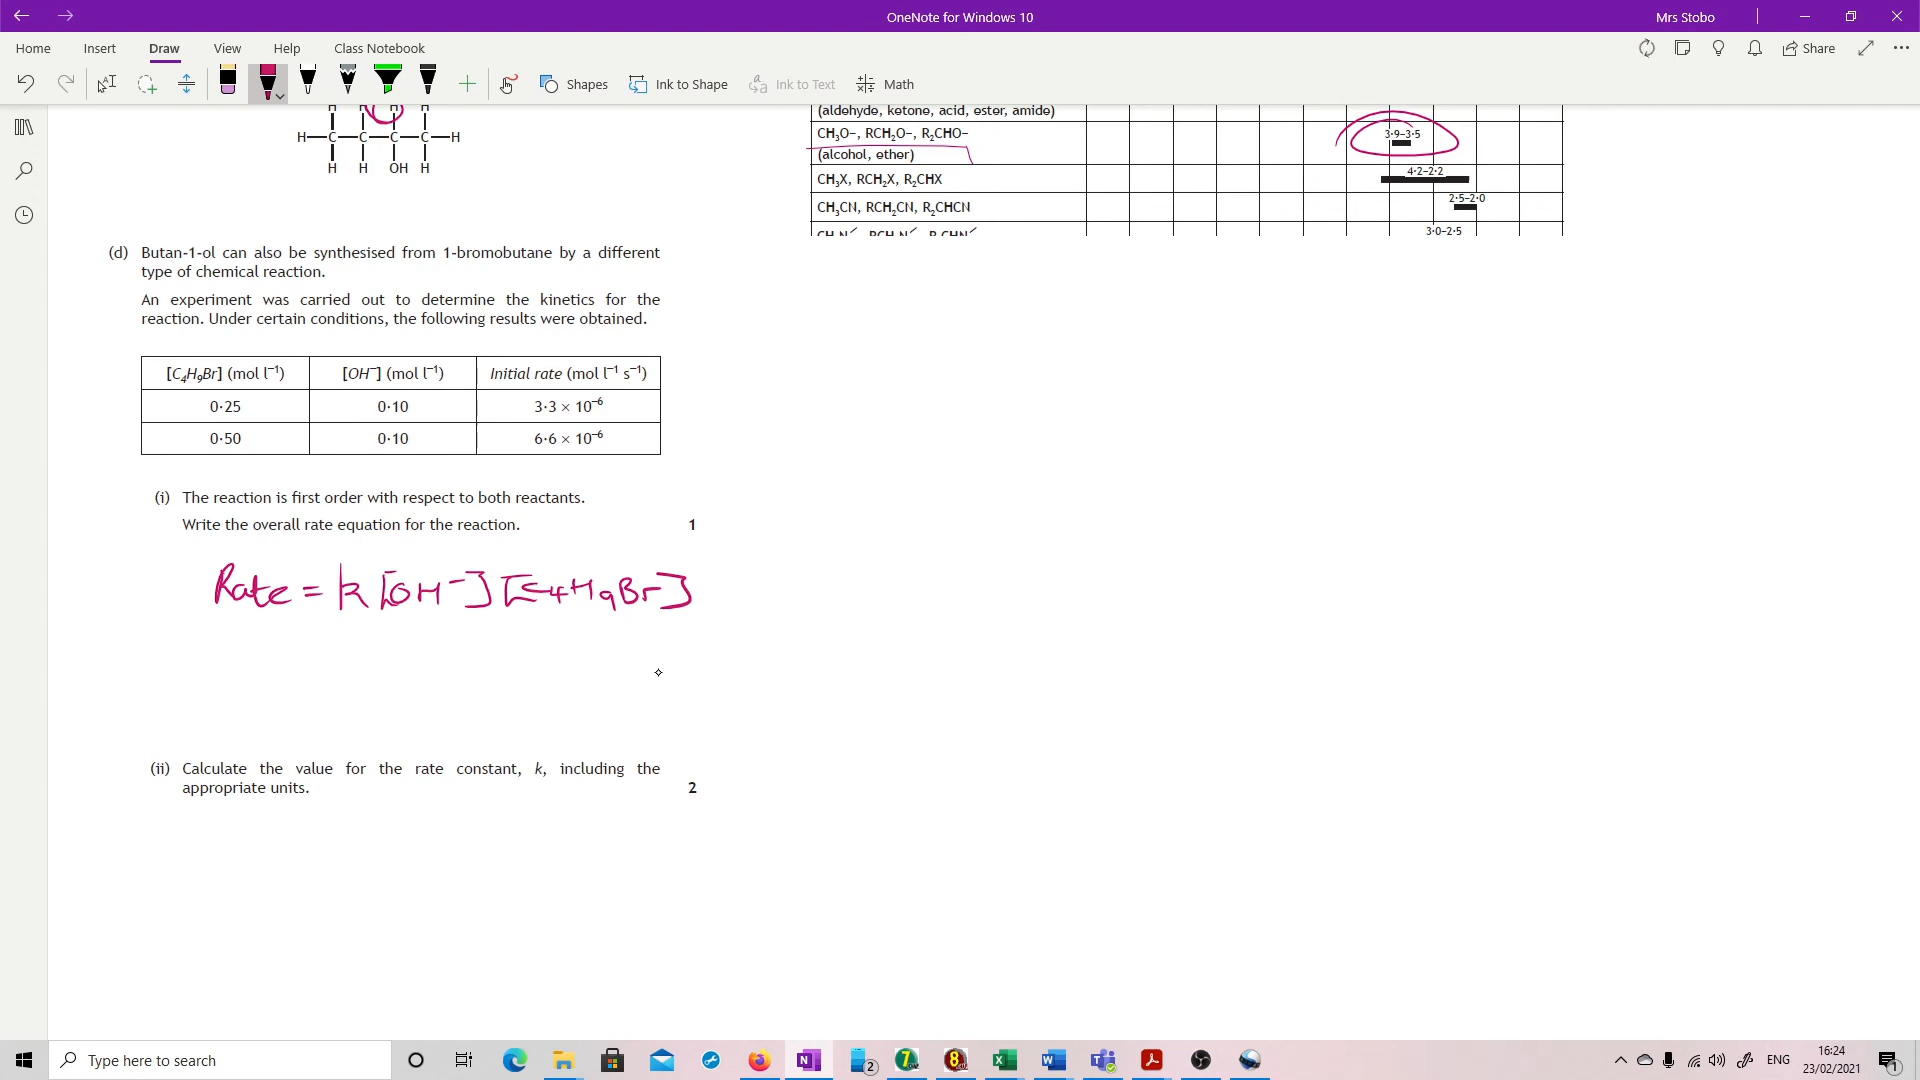 OneNote for Windows 10
Mrs Stobo
Home Insert Draw View Help Class Notebook
Share
Shapes Ink to Shape Ink to Text Math
H H H H
H C C C C H
H H OH H
(aldehyde, ketone, acid, ester, amide)
CH₃O–, RCH₂O–, R₂CHO– 3·9–3·5
(alcohol, ether)
CH₃X, RCH₂X, R₂CHX 4·2–2·2
CH₃CN, RCH₂CN, R₂CHCN 2·5–2·0
3·0–2·5
(d) Butan-1-ol can also be synthesised from 1-bromobutane by a different
type of chemical reaction.
An experiment was carried out to determine the kinetics for the
reaction. Under certain conditions, the following results were obtained.
[C₄H₉Br] (mol l⁻¹) [OH⁻] (mol l⁻¹) Initial rate (mol l⁻¹ s⁻¹)
0·25 0·10 3·3 × 10⁻⁶
0·50 0·10 6·6 × 10⁻⁶
(i) The reaction is first order with respect to both reactants.
Write the overall rate equation for the reaction. 1
Rate = k [OH⁻] [C₄H₉Br]
(ii) Calculate the value for the rate constant, k, including the
appropriate units. 2
Type here to search
2
7
8
ENG
16:24
23/02/2021
1